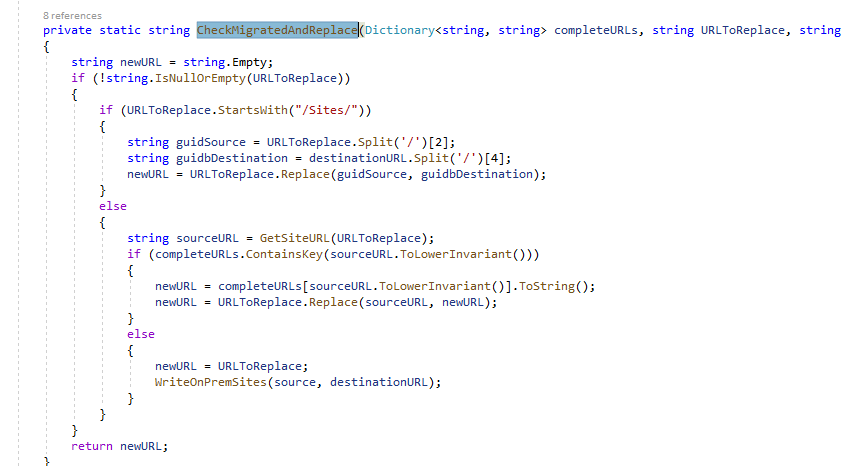 8 references
private static string CheckMigratedAndReplace(Dictionary<string, string> completeURLs, string URLToReplace, string
{
string newURL = string.Empty;
if (!string.IsNullOrEmpty(URLToReplace))
{
if (URLToReplace.StartsWith("/Sites/"))
{
string guidSource = URLToReplace.Split('/')[2];
string guidbDestination = destinationURL.Split('/')[4];
newURL = URLToReplace.Replace(guidSource, guidbDestination);
}
else
{
string sourceURL = GetSiteURL(URLToReplace);
if (completeURLs.ContainsKey(sourceURL.ToLowerInvariant()))
{
newURL = completeURLs[sourceURL.ToLowerInvariant()].ToString();
newURL = URLToReplace.Replace(sourceURL, newURL);
}
else
{
newURL = URLToReplace;
WriteOnPremSites(source, destinationURL);
}
}
}
return newURL;
}